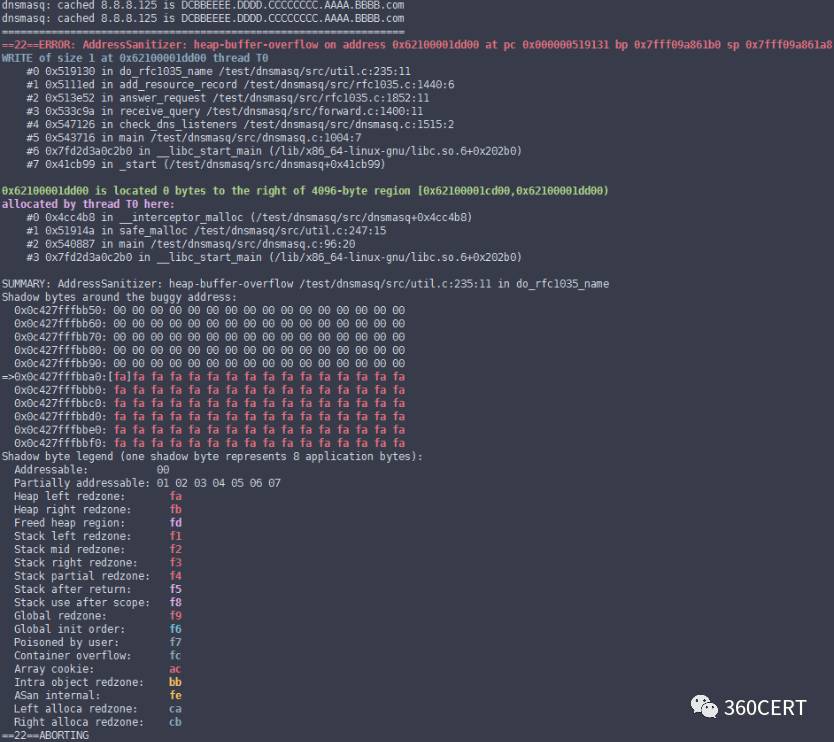 dnsmasq: cached 8.8.8.125 is DCBBEEEE.DDDD.CCCCCCCC.AAAA.BBBB.com
dnsmasq: cached 8.8.8.125 is DCBBEEEE.DDDD.CCCCCCCC.AAAA.BBBB.com
=================================================================
==22==ERROR: AddressSanitizer: heap-buffer-overflow on address 0x62100001dd00 at pc 0x000000519131 bp 0x7fff09a861b0 sp 0x7fff09a861a8
WRITE of size 1 at 0x62100001dd00 thread T0
#0 0x519130 in do_rfc1035_name /test/dnsmasq/src/util.c:235:11
#1 0x5111ed in add_resource_record /test/dnsmasq/src/rfc1035.c:1440:6
#2 0x513e52 in answer_request /test/dnsmasq/src/rfc1035.c:1852:11
#3 0x533c9a in receive_query /test/dnsmasq/src/forward.c:1400:11
#4 0x547126 in check_dns_listeners /test/dnsmasq/src/dnsmasq.c:1515:2
#5 0x543716 in main /test/dnsmasq/src/dnsmasq.c:1004:7
#6 0x7fd2d3a0c2b0 in __libc_start_main (/lib/x86_64-linux-gnu/libc.so.6+0x202b0)
#7 0x41cb99 in _start (/test/dnsmasq/src/dnsmasq+0x41cb99)
0x62100001dd00 is located 0 bytes to the right of 4096-byte region [0x62100001cd00,0x62100001dd00)
allocated by thread T0 here:
#0 0x4cc4b8 in __interceptor_malloc (/test/dnsmasq/src/dnsmasq+0x4cc4b8)
#1 0x51914a in safe_malloc /test/dnsmasq/src/util.c:247:15
#2 0x540887 in main /test/dnsmasq/src/dnsmasq.c:96:20
#3 0x7fd2d3a0c2b0 in __libc_start_main (/lib/x86_64-linux-gnu/libc.so.6+0x202b0)
SUMMARY: AddressSanitizer: heap-buffer-overflow /test/dnsmasq/src/util.c:235:11 in do_rfc1035_name
Shadow bytes around the buggy address:
0x0c427fffbb50: 00 00 00 00 00 00 00 00 00 00 00 00 00 00 00 00
0x0c427fffbb60: 00 00 00 00 00 00 00 00 00 00 00 00 00 00 00 00
0x0c427fffbb70: 00 00 00 00 00 00 00 00 00 00 00 00 00 00 00 00
0x0c427fffbb80: 00 00 00 00 00 00 00 00 00 00 00 00 00 00 00 00
0x0c427fffbb90: 00 00 00 00 00 00 00 00 00 00 00 00 00 00 00 00
=>0x0c427fffbba0:[fa]fa fa fa fa fa fa fa fa fa fa fa fa fa fa fa
0x0c427fffbbb0: fa fa fa fa fa fa fa fa fa fa fa fa fa fa fa fa
0x0c427fffbbc0: fa fa fa fa fa fa fa fa fa fa fa fa fa fa fa fa
0x0c427fffbbd0: fa fa fa fa fa fa fa fa fa fa fa fa fa fa fa fa
0x0c427fffbbe0: fa fa fa fa fa fa fa fa fa fa fa fa fa fa fa fa
0x0c427fffbbf0: fa fa fa fa fa fa fa fa fa fa fa fa fa fa fa fa
Shadow byte legend (one shadow byte represents 8 application bytes):
Addressable: 00
Partially addressable: 01 02 03 04 05 06 07
Heap left redzone: fa
Heap right redzone: fb
Freed heap region: fd
Stack left redzone: f1
Stack mid redzone: f2
Stack right redzone: f3
Stack partial redzone: f4
Stack after return: f5
Stack use after scope: f8
Global redzone: f9
Global init order: f6
Poisoned by user: f7
Container overflow: fc
Array cookie: ac
Intra object redzone: bb
ASan internal: fe
Left alloca redzone: ca
Right alloca redzone: cb
==22==ABORTING
360CERT